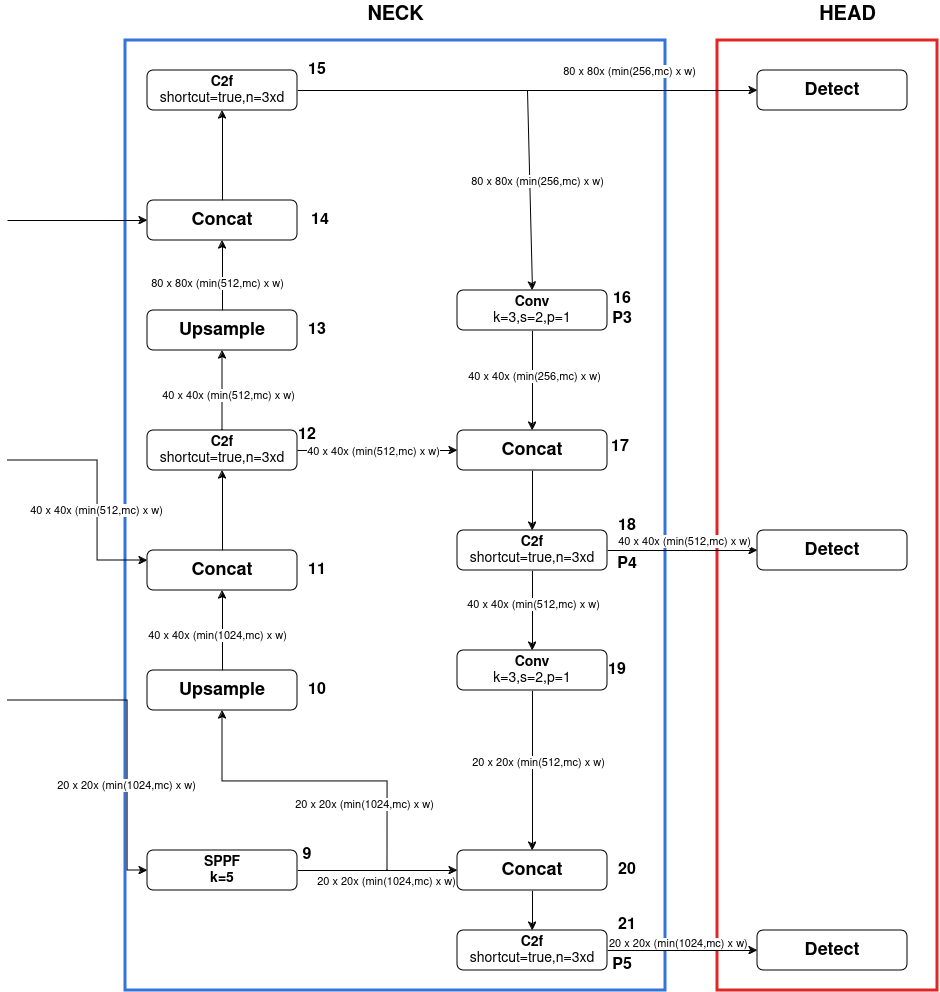 NECK
HEAD
15
C2f
shortcut=true,n=3xd
80 x 80x (min(256,mc) x w)
Detect
80 x 80x (min(256,mc) x w)
Concat
14
80 x 80x (min(512,mc) x w)
Conv
k=3,s=2,p=1
16
P3
Upsample
13
40 x 40x (min(256,mc) x w)
40 x 40x (min(512,mc) x w)
12
C2f
shortcut=true,n=3xd
40 x 40x (min(512,mc) x w)
Concat
17
40 x 40x (min(512,mc) x w)
18
C2f
shortcut=true,n=3xd
40 x 40x (min(512,mc) x w)
P4
Detect
Concat
11
40 x 40x (min(512,mc) x w)
40 x 40x (min(1024,mc) x w)
Conv
k=3,s=2,p=1
19
Upsample
10
20 x 20x (min(512,mc) x w)
20 x 20x (min(1024,mc) x w)
20 x 20x (min(1024,mc) x w)
SPPF
k=5
9
20 x 20x (min(1024,mc) x w)
Concat
20
21
C2f
shortcut=true,n=3xd
20 x 20x (min(1024,mc) x w)
P5
Detect